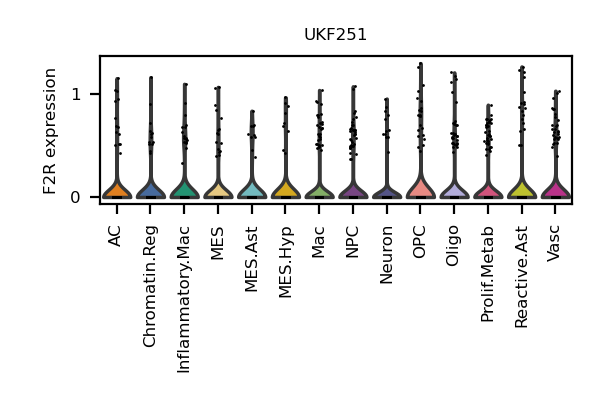 UKF251
F2R expression
1
0
AC
Chromatin.Reg
Inflammatory.Mac
MES
MES.Ast
MES.Hyp
Mac
NPC
Neuron
OPC
Oligo
Prolif.Metab
Reactive.Ast
Vasc